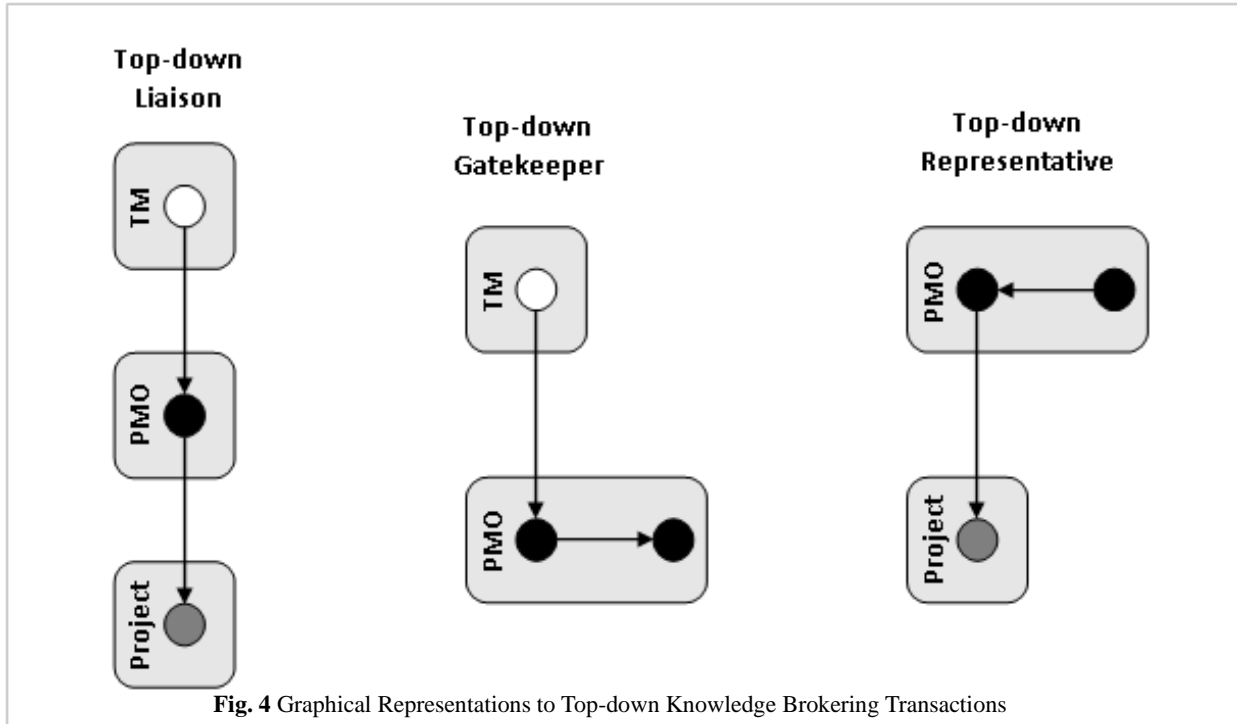 Top-down
Liaison
TM
PMO
Project
Top-down
Gatekeeper
TM
PMO
Top-down
Representative
PMO
Project
Fig. 4 Graphical Representations to Top-down Knowledge Brokering Transactions